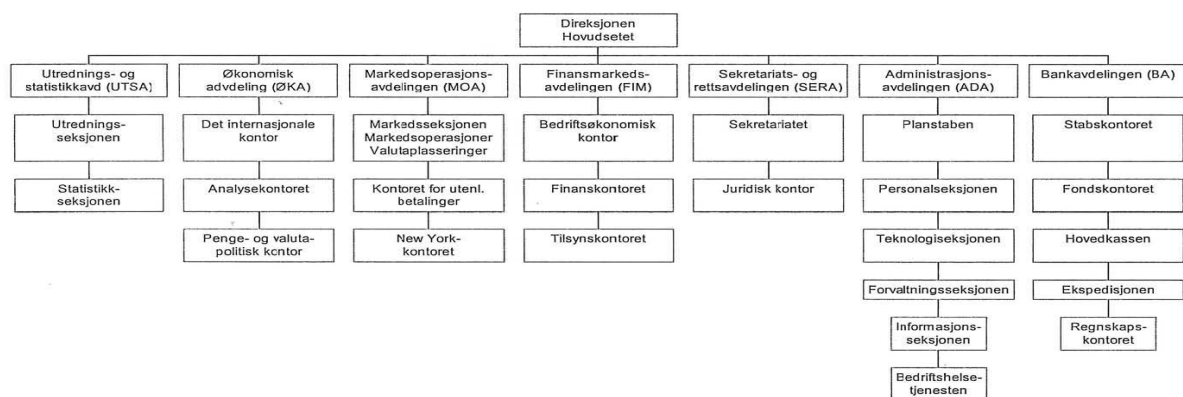 Direksjonen
Hovudsetet
Utrednings- og
statistikkavd (UTSA)
Økonomisk
advdeling (ØKA)
Markedsoperasjons-
avdelingen (MOA)
Finansmarkeds-
avdelingen (FIM)
Sekretariats- og
rettsavdelingen (SERA)
Administrasjons-
avdelingen (ADA)
Bankavdelingen (BA)
Utrednings-
seksjonen
Statistikk-
seksjonen
Det internasjonale
kontor
Analysekontoret
Penge- og valuta-
politisk kontor
Markedsseksjonen
Markedsoperasjoner
Valutaplasseringer
Kontoret for utenl.
betalinger
New York-
kontoret
Bedriftsøkonomisk
kontor
Finanskontoret
Tilsynskontoret
Sekretariatet
Juridisk kontor
Planstaben
Personalseksjonen
Teknologiseksjonen
Forvaltningsseksjonen
Informasjons-
seksjonen
Bedriftshelse-
tjenesten
Stabskontoret
Fondskontoret
Hovedkassen
Ekspedisjonen
Regnskaps-
kontoret